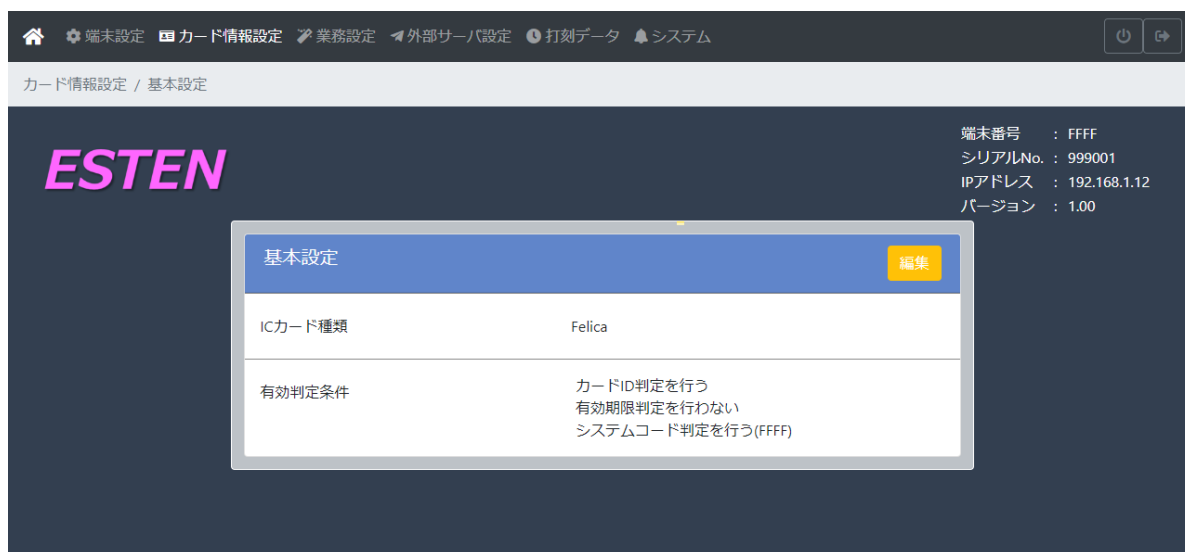 端末設定 カード情報設定 業務設定 外部サーバ設定 打刻データ システム
カード情報設定 / 基本設定
ESTEN
端末番号 : FFFF
シリアルNo. : 999001
IPアドレス : 192.168.1.12
バージョン : 1.00
基本設定 編集
ICカード種類 Felica
有効判定条件 カードID判定を行う
有効期限判定を行わない
システムコード判定を行う(FFFF)